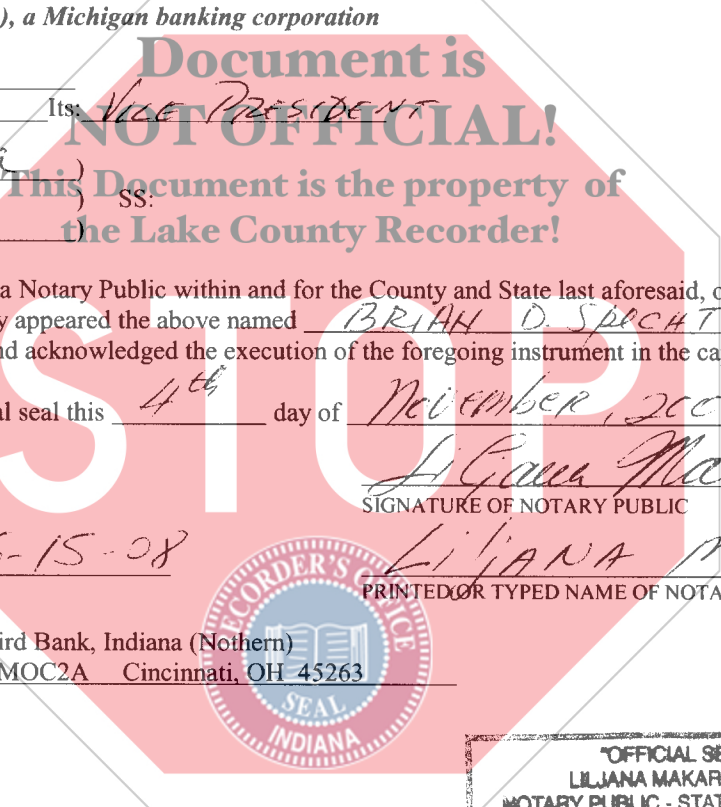 ), a Michigan banking corporation
Document is
Its: VICE PRESIDENT
NOT OFFICIAL!
This Document is the property of
) SS:
the Lake County Recorder!
)
a Notary Public within and for the County and State last aforesaid,
appeared the above named BRIAN D. SPECHT
nd acknowledged the execution of the foregoing instrument in the ca
al seal this 4th day of November, 200
STOP
Liljana Ma
SIGNATURE OF NOTARY PUBLIC
-15-08
LiljANA M
PRINTED OR TYPED NAME OF NOTA
RECORDER'S OFFICE
ird Bank, Indiana (Nothern)
MOC2A Cincinnati, OH 45263
SEAL
INDIANA
"OFFICIAL SE
LILJANA MAKAR
NOTARY PUBLIC - STAT